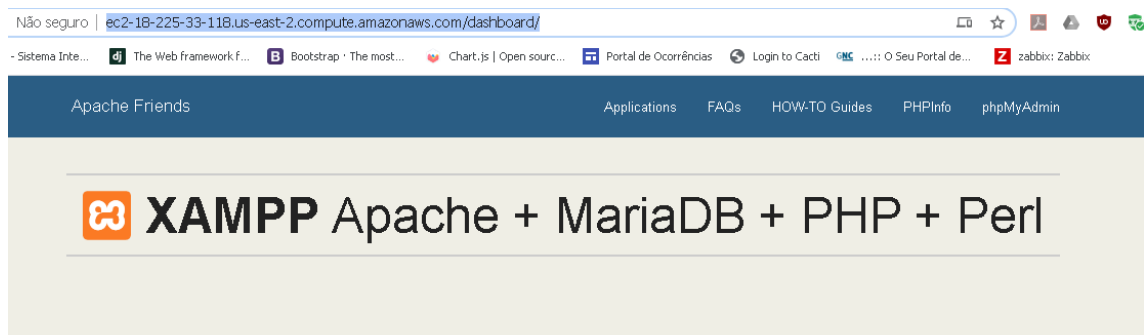 Não seguro | ec2-18-225-33-118.us-east-2.compute.amazonaws.com/dashboard/
- Sistema Inte... dj The Web framework f... B Bootstrap · The most... Chart.js | Open sourc... Portal de Ocorrências Login to Cacti GNC ...:: O Seu Portal de... Z zabbix: Zabbix
Apache Friends Applications FAQs HOW-TO Guides PHPInfo phpMyAdmin
XAMPP Apache + MariaDB + PHP + Perl